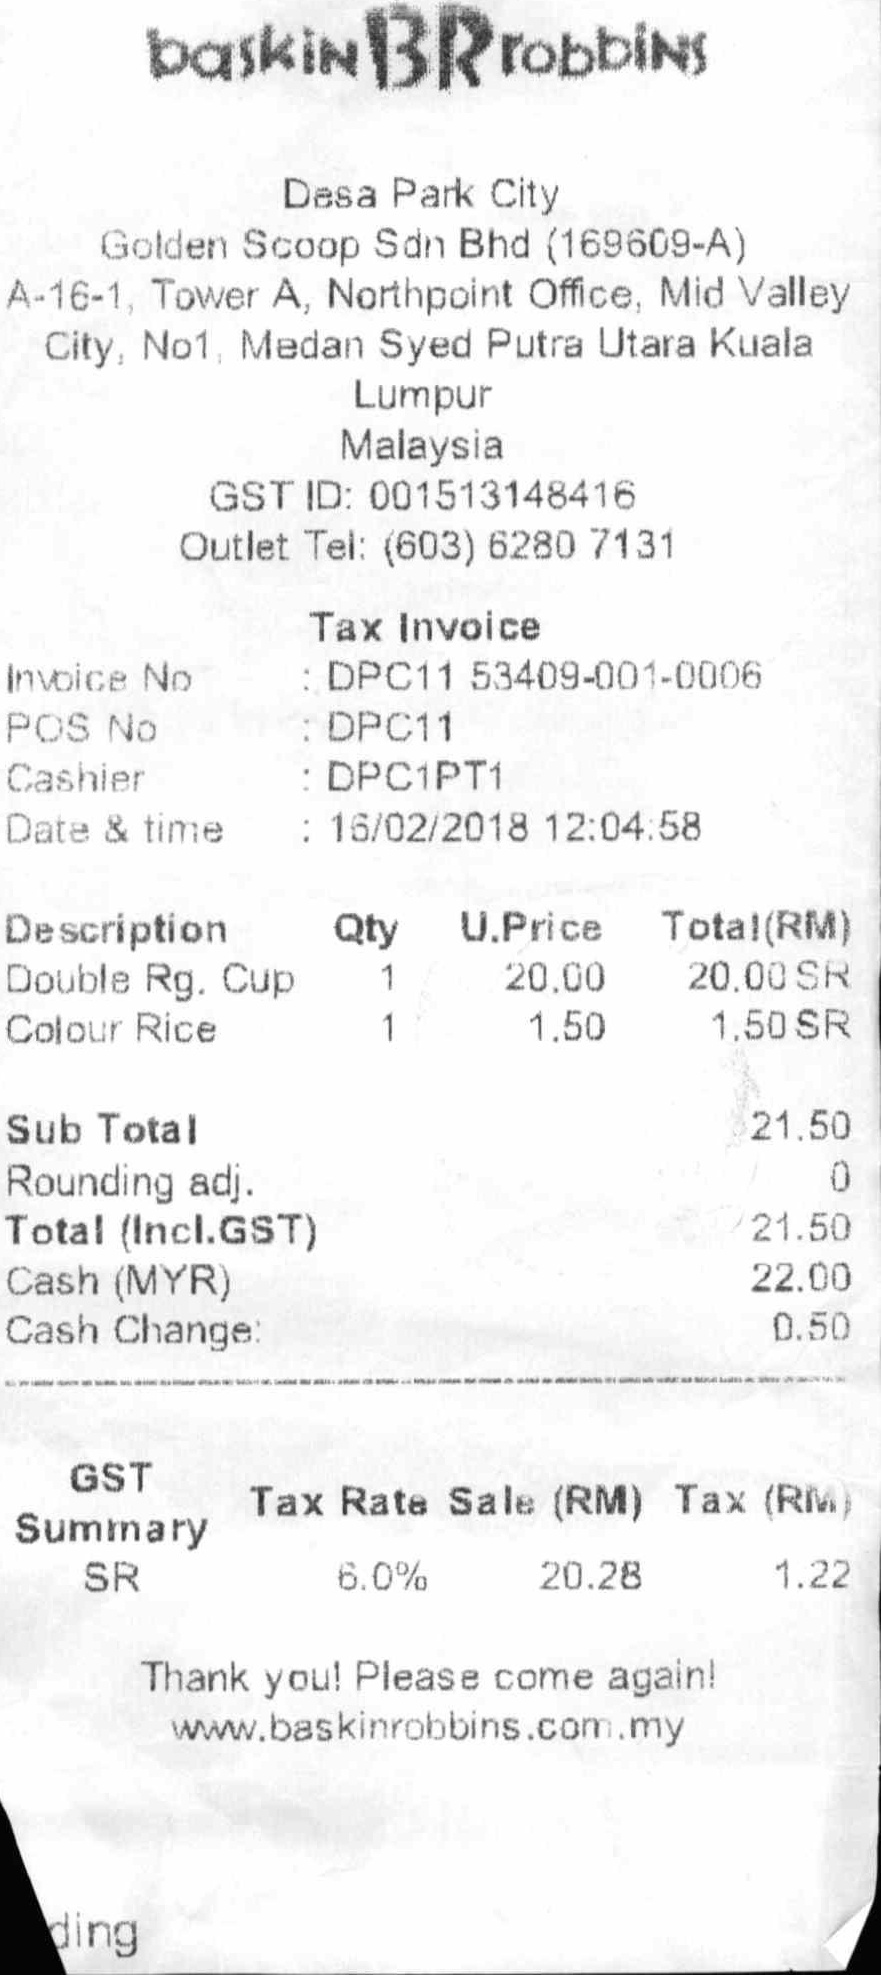 baskin BR robbins
Desa Park City
Golden Scoop Sdn Bhd (169609-A)
A-16-1, Tower A, Northpoint Office, Mid Valley
City, No1, Medan Syed Putra Utara Kuala
Lumpur
Malaysia
GST ID: 001513148416
Outlet Tel: (603) 6280 7131
Tax Invoice
Invoice No : DPC11 53409-001-0006
POS No : DPC11
Cashier : DPC1PT1
Date & time : 16/02/2018 12:04:58
Description Qty U.Price Total(RM)
Double Rg. Cup 1 20.00 20.00 SR
Colour Rice 1 1.50 1.50 SR
Sub Total 21.50
Rounding adj. 0
Total (Incl.GST) 21.50
Cash (MYR) 22.00
Cash Change: 0.50
GST Summary Tax Rate Sale (RM) Tax (RM)
SR 6.0% 20.28 1.22
Thank you! Please come again!
www.baskinrobbins.com.my
ding